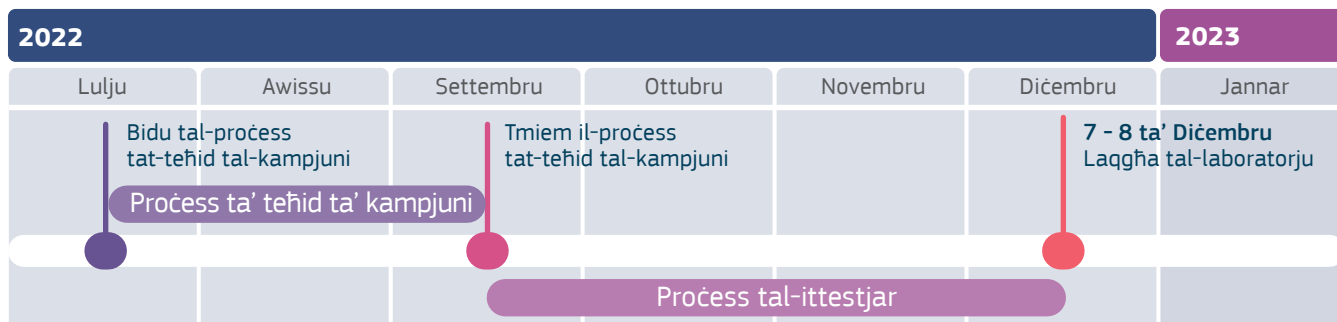 2022
2023
Lulju
Awissu
Settembru
Ottubru
Novembru
Diċembru
Jannar
Bidu tal-proċess
tat-teħid tal-kampjuni
Tmiem il-proċess
tat-teħid tal-kampjuni
7 - 8 ta’ Diċembru
Laqgħa tal-laboratorju
Proċess ta’ teħid ta’ kampjuni
Proċess tal-ittestjar